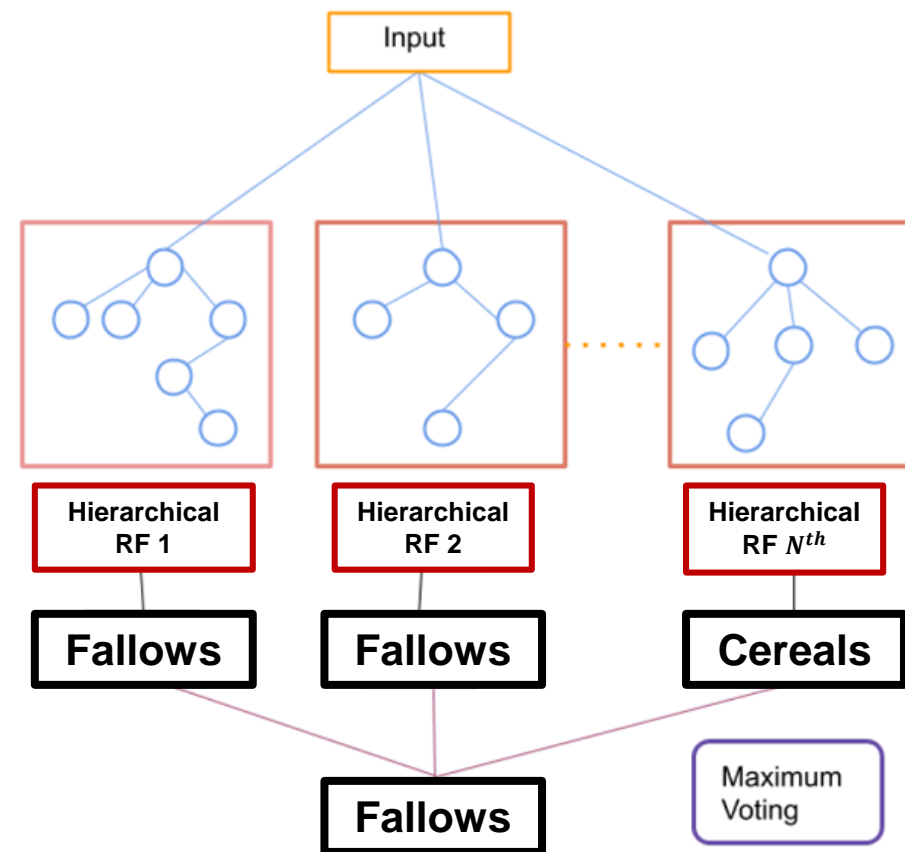 Input
Hierarchical
RF 1
Hierarchical
RF 2
Hierarchical
RF N^{th}
Fallows
Fallows
Cereals
Fallows
Maximum
Voting